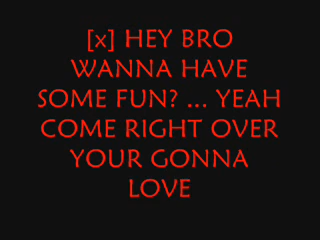 [x] HEY BRO
WANNA HAVE
SOME FUN? ... YEAH
COME RIGHT OVER
YOUR GONNA
LOVE